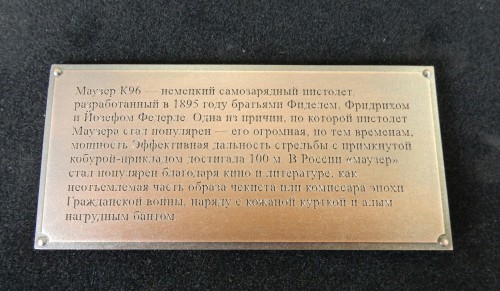 Маузер К96 — немецкий самозарядный пистолет,
разработанный в 1895 году братьями Фиделем, Фридрихом
и Йозефом Федерле. Одна из причин, по которой пистолет
Маузера стал популярен — его огромная, по тем временам,
мощность. Эффективная дальность стрельбы с примкнутой
кобурой-прикладом достигала 100 м. В России «маузер»
стал популярен благодаря кино и литературе, как
неотъемлемая часть образа чекиста или комиссара эпохи
Гражданской войны, наряду с кожаной курткой и алым
нагрудным бантом